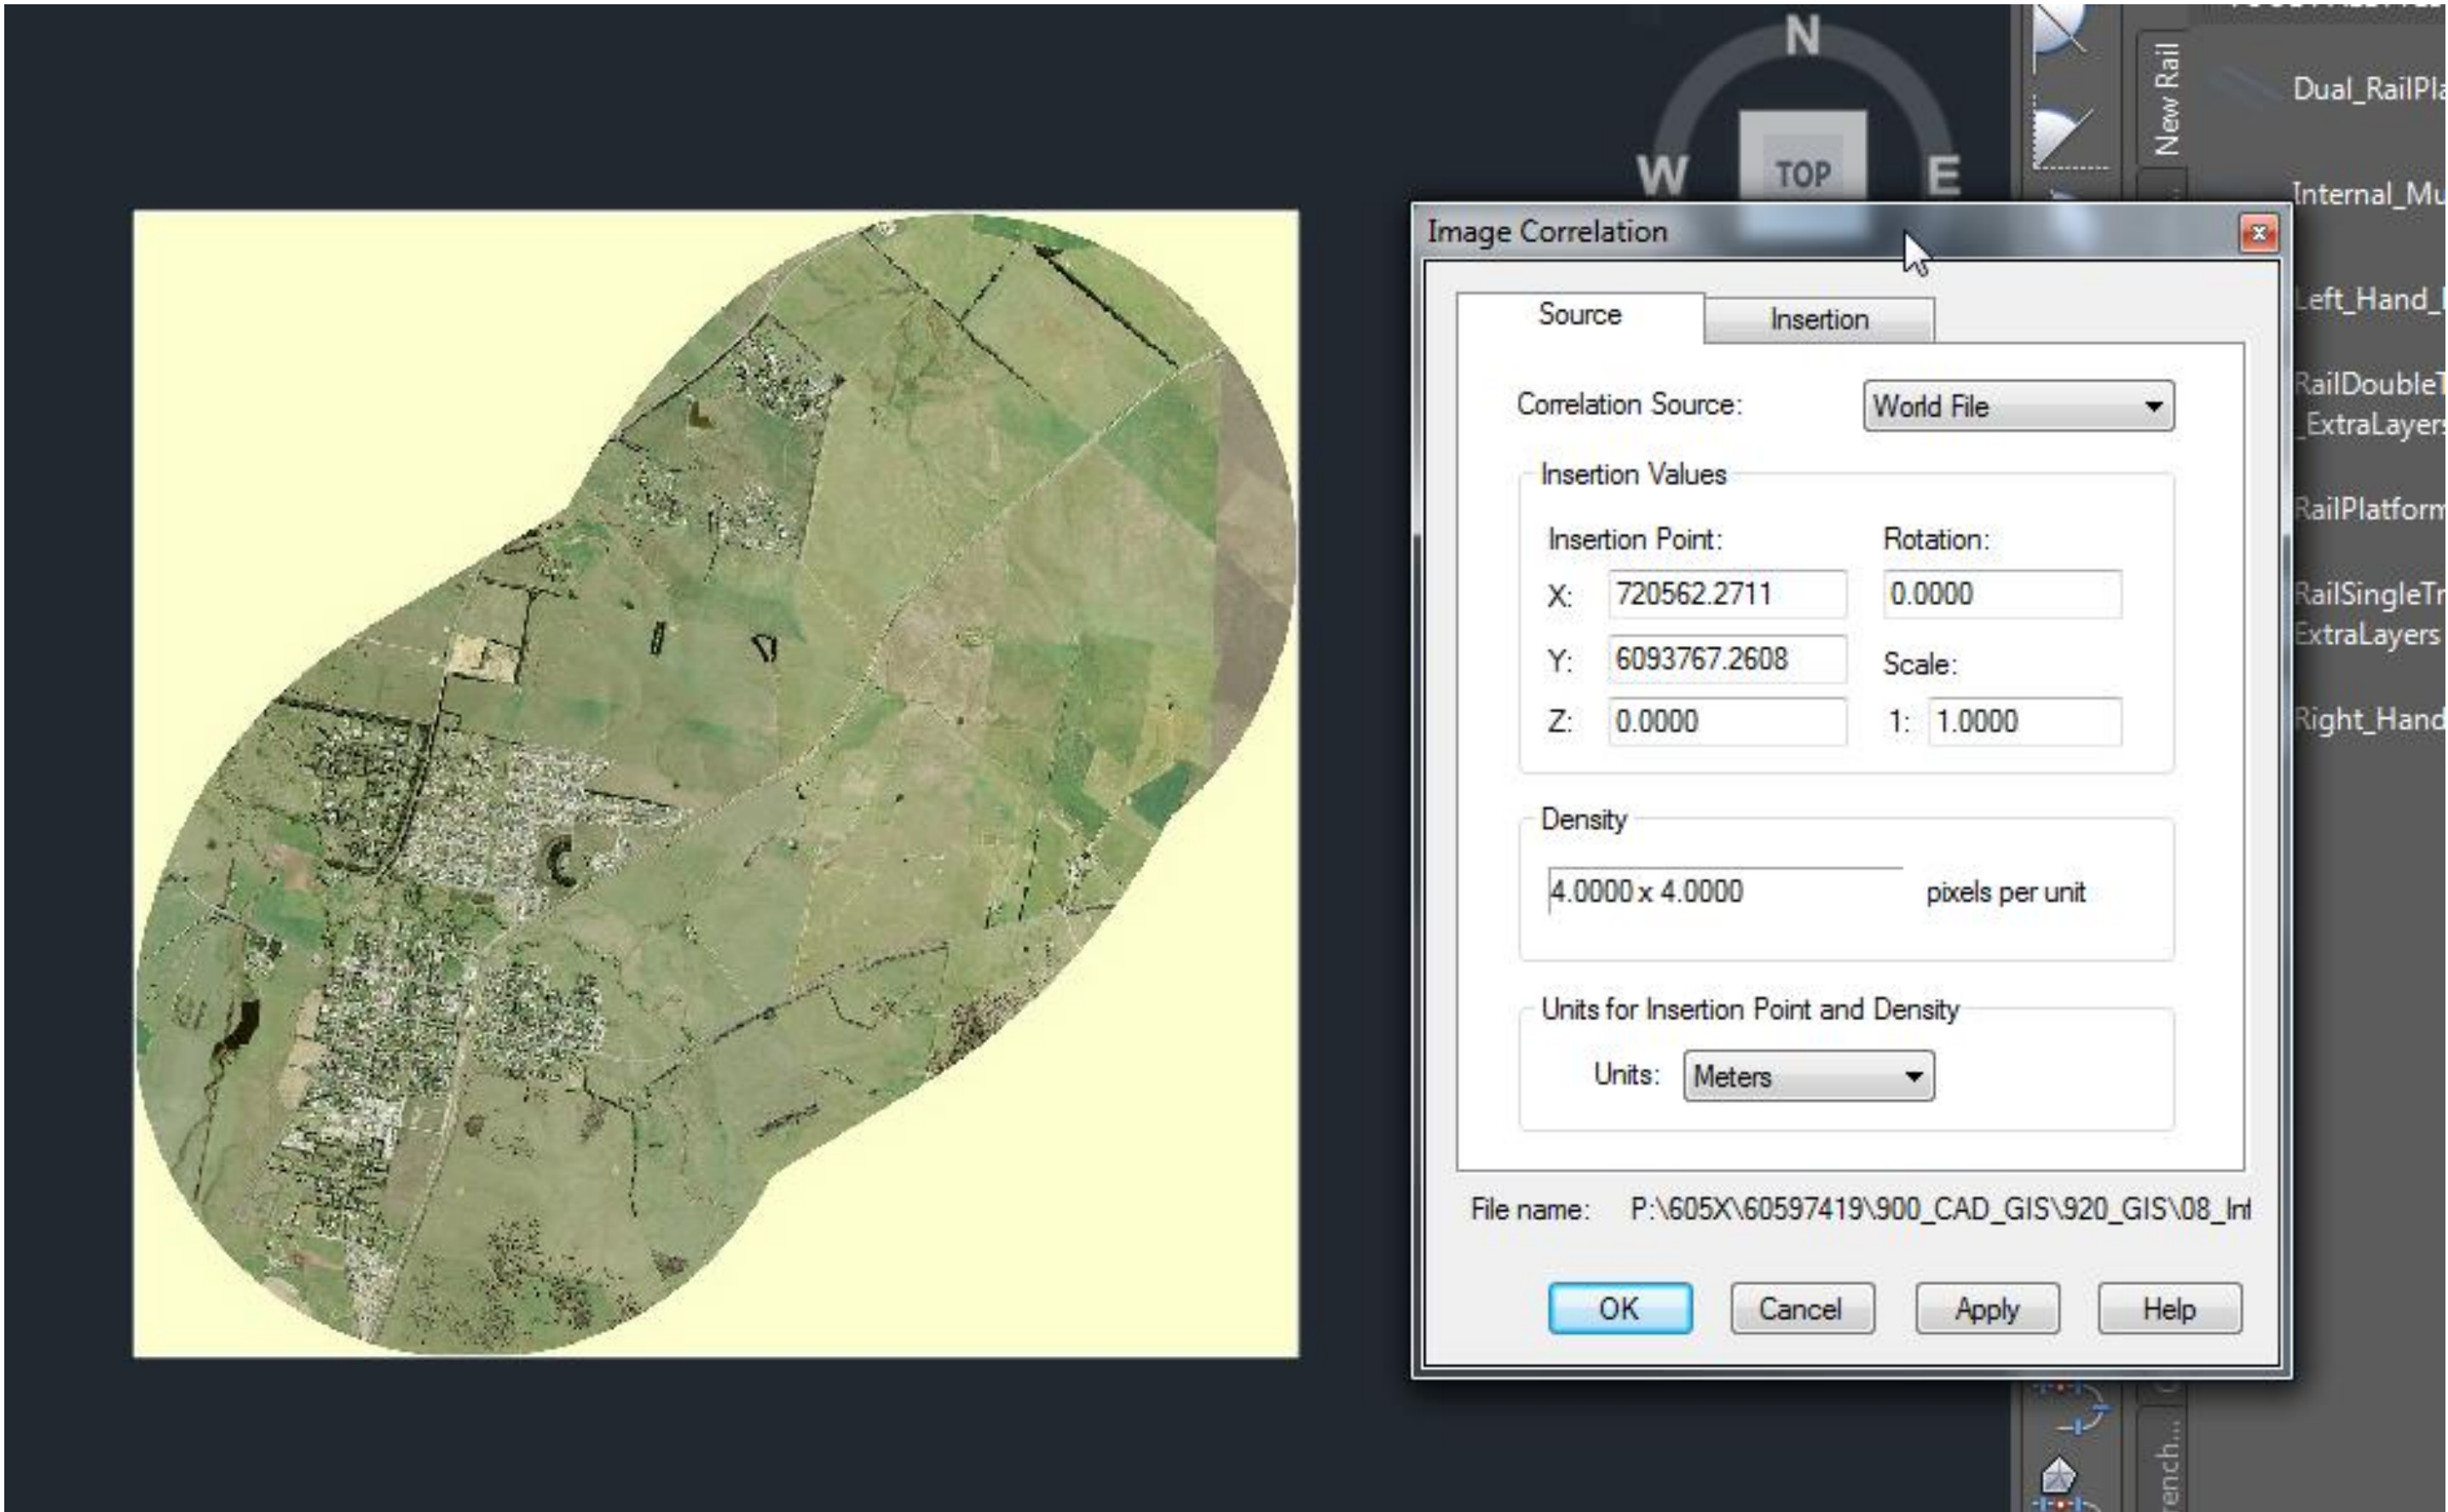 N
W
TOP
E
New Rail
Dual_RailPla
Internal_Mu
Left_Hand_
RailDoubleT
_ExtraLayers
RailPlatform
RailSingleTr
ExtraLayers
Right_Hand
Image Correlation
Source
Insertion
Correlation Source:
World File
Insertion Values
Insertion Point:
Rotation:
X:
720562.2711
0.0000
Y:
6093767.2608
Scale:
Z:
0.0000
1:
1.0000
Density
4.0000 x 4.0000
pixels per unit
Units for Insertion Point and Density
Units:
Meters
File name:
P:\605X\60597419\900_CAD_GIS\920_GIS\08_Inf
OK
Cancel
Apply
Help
rench...